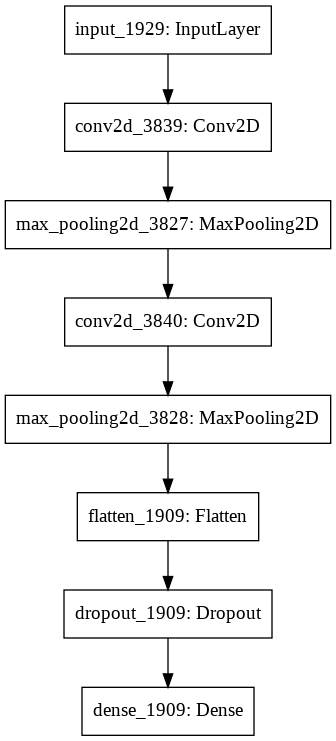 input_1929: InputLayer
conv2d_3839: Conv2D
max_pooling2d_3827: MaxPooling2D
conv2d_3840: Conv2D
max_pooling2d_3828: MaxPooling2D
flatten_1909: Flatten
dropout_1909: Dropout
dense_1909: Dense